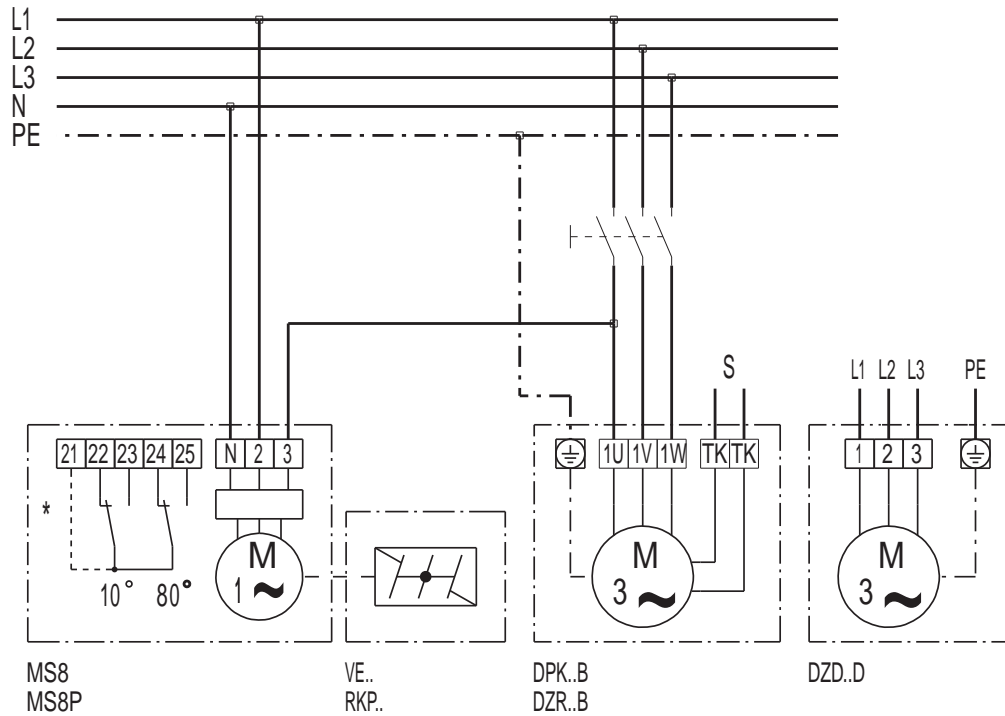 L1
L2
L3
N
PE
S
L1 L2 L3 PE
21 22 23 24 25
N 2 3
1U 1V 1W TK TK
1 2 3
*
10° 80°
M
1
M
3
M
3
MS8
MS8P
VE..
RKP..
DPK..B
DZR..B
DZD..D